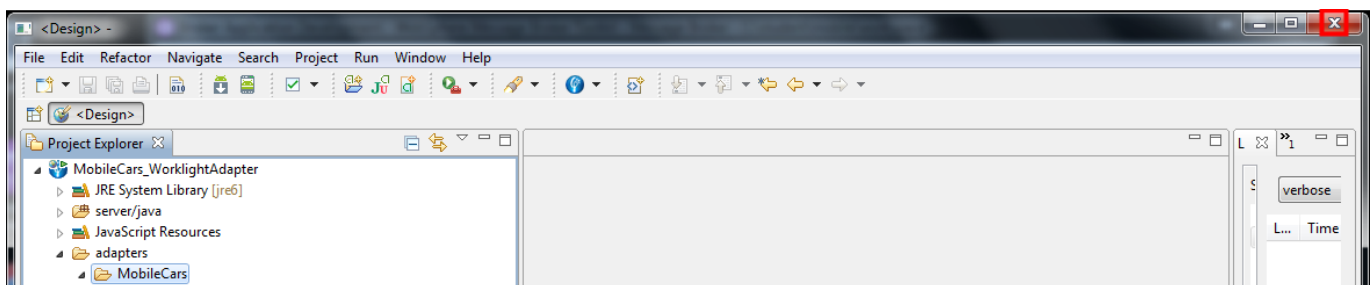 <Design> -
File Edit Refactor Navigate Search Project Run Window Help
<Design>
Project Explorer
L
1
MobileCars_WorklightAdapter
JRE System Library [jre6]
server/java
JavaScript Resources
adapters
MobileCars
S
verbose
L... Time